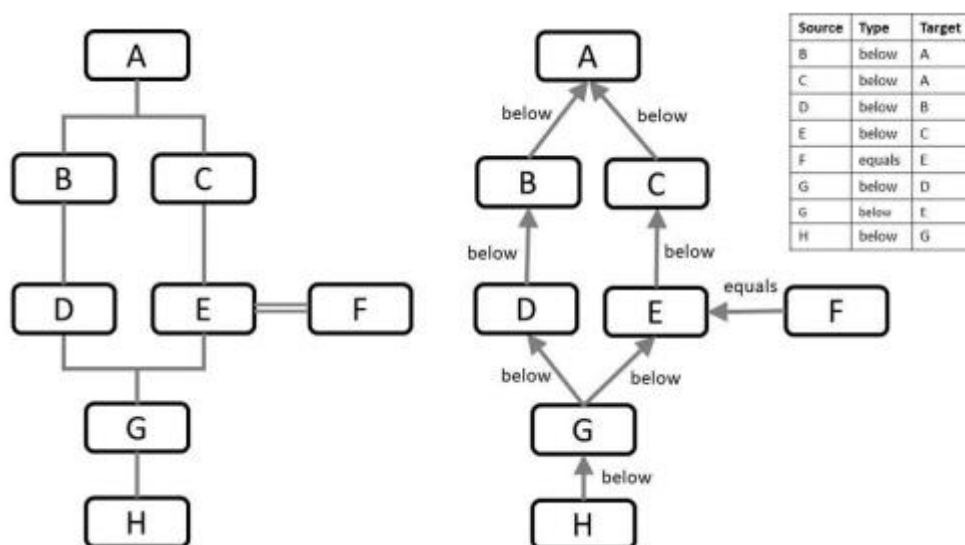 A
B
C
D
E
F
G
H
A
below
below
B
C
below
below
D
E
equals
F
below
below
G
below
H
Source Type Target
B below A
C below A
D below B
E below C
F equals E
G below D
G below E
H below G